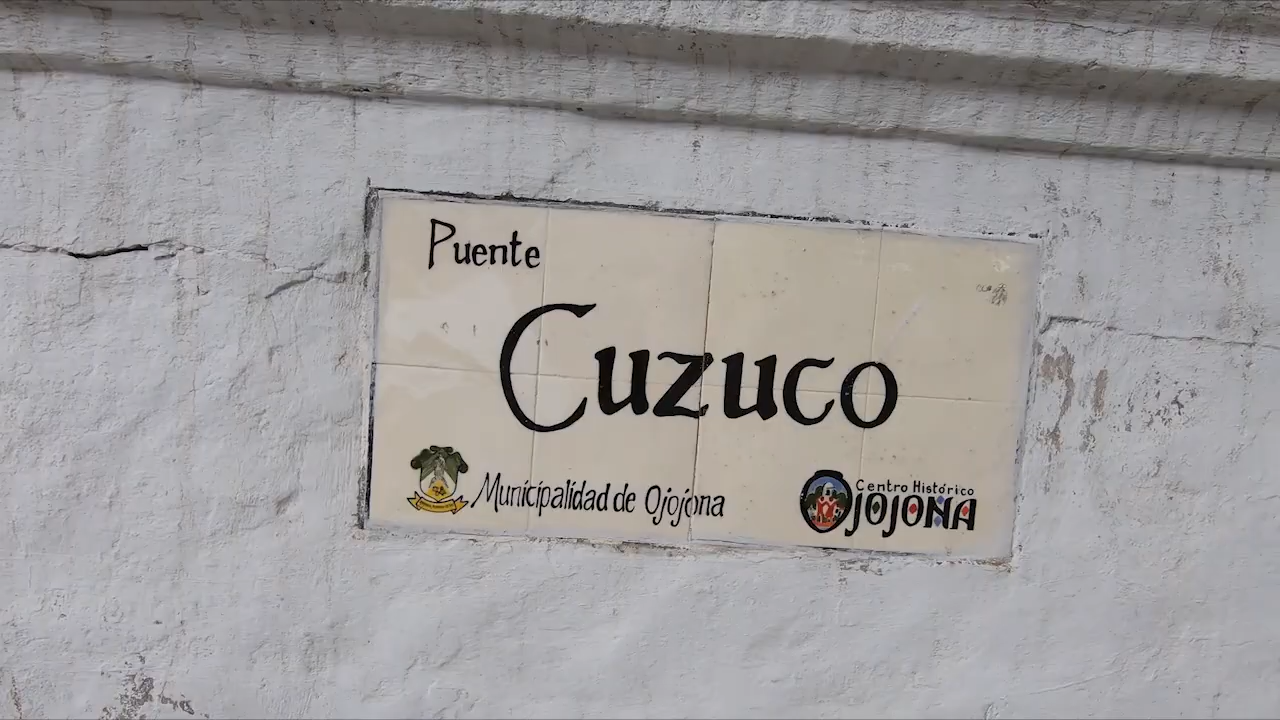 Puente
Cuzuco
Municipalidad de Ojojona
Centro Histórico
OJOJONA